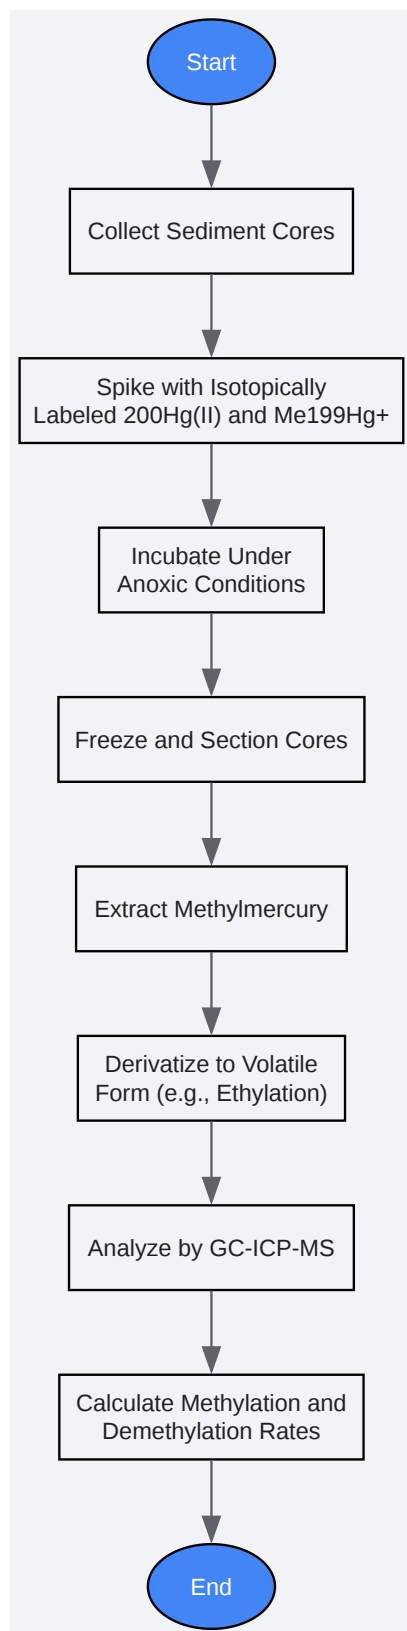 Start
Collect Sediment Cores
Spike with Isotopically
Labeled 200Hg(II) and Me199Hg+
Incubate Under
Anoxic Conditions
Freeze and Section Cores
Extract Methylmercury
Derivatize to Volatile
Form (e.g., Ethylation)
Analyze by GC-ICP-MS
Calculate Methylation and
Demethylation Rates
End